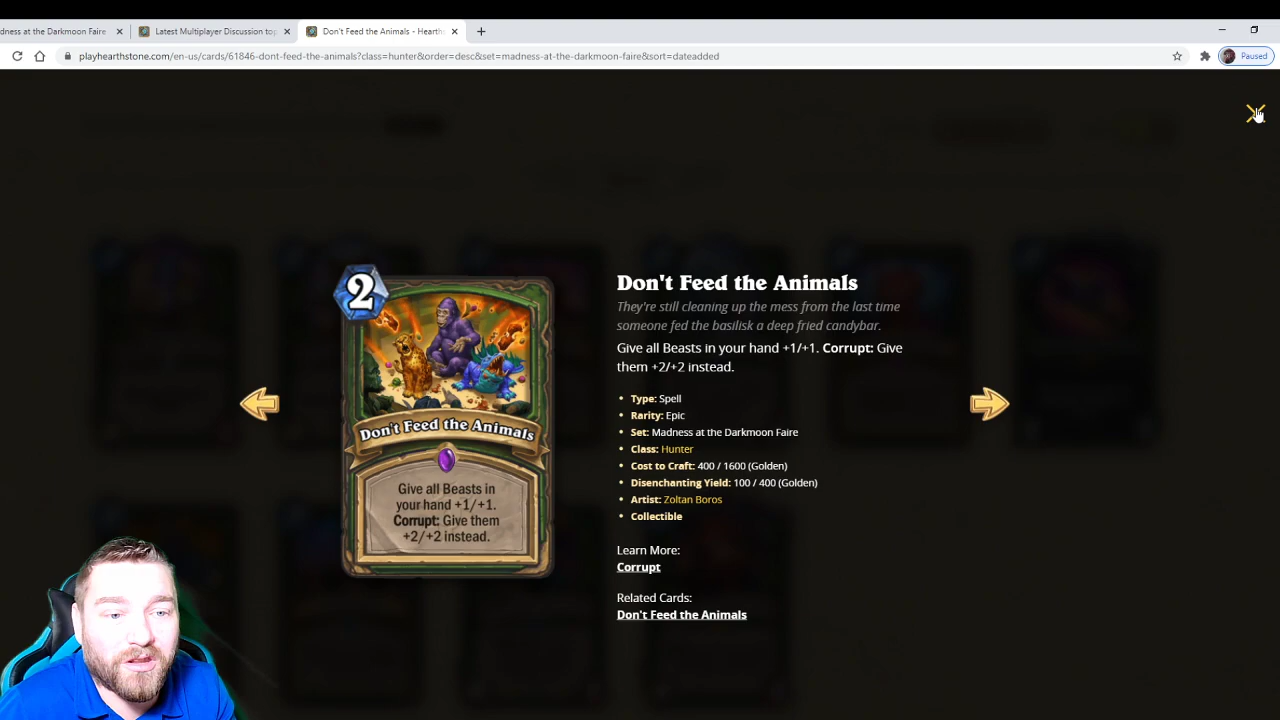 dness at the Darkmoon Faire
Latest Multiplayer Discussion top
Don't Feed the Animals - Hearths
playhearthstone.com/en-us/cards/61846-dont-feed-the-animals?class=hunter&order=desc&set=madness-at-the-darkmoon-faire&sort=dateadded
Paused
2
Don't Feed the Animals
Give all Beasts in
your hand +1/+1.
Corrupt: Give them
+2/+2 instead.
Don't Feed the Animals
They're still cleaning up the mess from the last time
someone fed the basilisk a deep fried candybar.
Give all Beasts in your hand +1/+1. Corrupt: Give
them +2/+2 instead.
Type: Spell
Rarity: Epic
Set: Madness at the Darkmoon Faire
Class: Hunter
Cost to Craft: 400 / 1600 (Golden)
Disenchanting Yield: 100 / 400 (Golden)
Artist: Zoltan Boros
Collectible
Learn More:
Corrupt
Related Cards:
Don't Feed the Animals